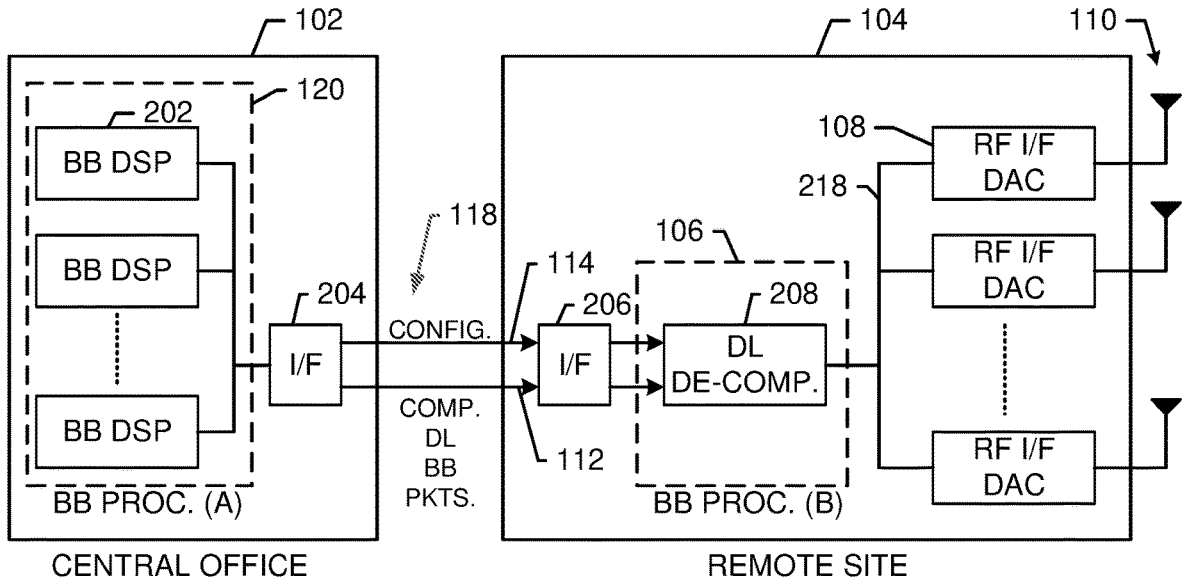 102
120
202
BB DSP
BB DSP
BB DSP
BB PROC. (A)
204
I/F
CENTRAL OFFICE
118
CONFIG.
COMP.
DL
BB
PKTS.
104
110
114
112
206
I/F
106
208
DL
DE-COMP.
BB PROC. (B)
108
218
RF I/F
DAC
RF I/F
DAC
RF I/F
DAC
REMOTE SITE